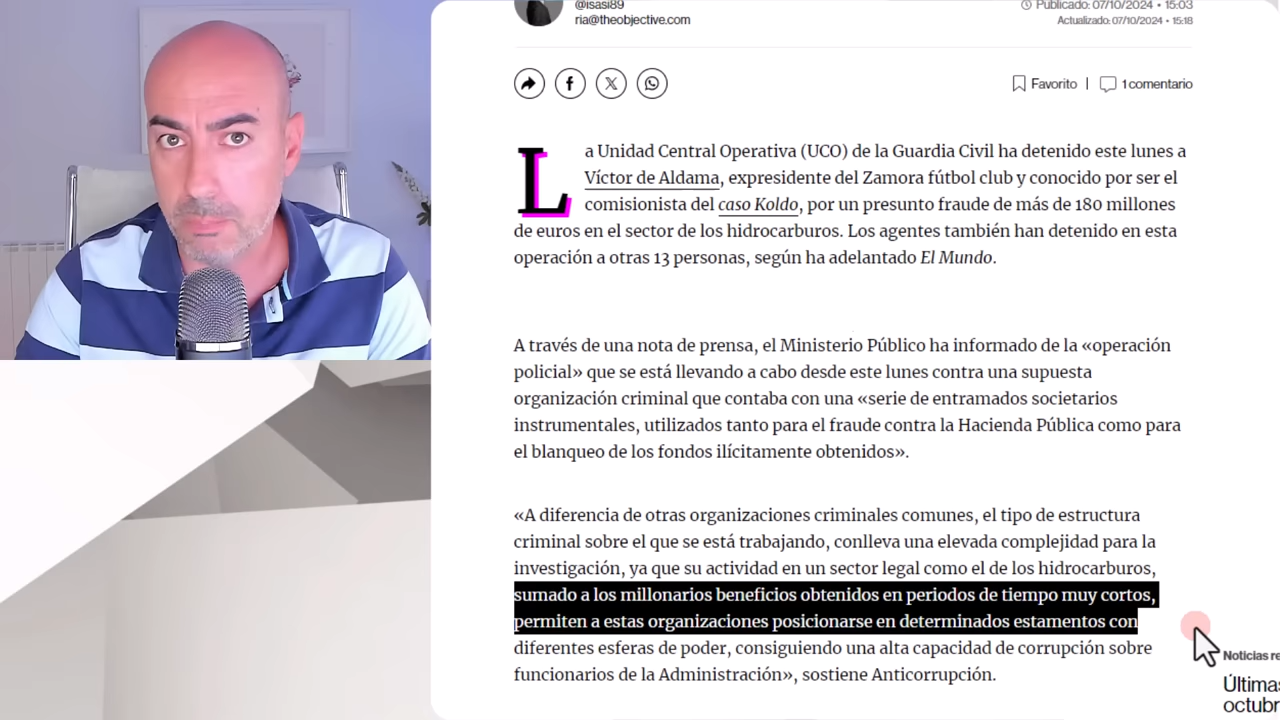 @isasi89
ria@theobjective.com
Publicado: 07/10/2024 • 15:03
Actualizado: 07/10/2024 • 15:18
Favorito | 1 comentario
La Unidad Central Operativa (UCO) de la Guardia Civil ha detenido este lunes a
Víctor de Aldama, expresidente del Zamora fútbol club y conocido por ser el
comisionista del caso Koldo, por un presunto fraude de más de 180 millones
de euros en el sector de los hidrocarburos. Los agentes también han detenido en esta
operación a otras 13 personas, según ha adelantado El Mundo.
A través de una nota de prensa, el Ministerio Público ha informado de la «operación
policial» que se está llevando a cabo desde este lunes contra una supuesta
organización criminal que contaba con una «serie de entramados societarios
instrumentales, utilizados tanto para el fraude contra la Hacienda Pública como para
el blanqueo de los fondos ilícitamente obtenidos».
«A diferencia de otras organizaciones criminales comunes, el tipo de estructura
criminal sobre el que se está trabajando, conlleva una elevada complejidad para la
investigación, ya que su actividad en un sector legal como el de los hidrocarburos,
sumado a los millonarios beneficios obtenidos en periodos de tiempo muy cortos,
permiten a estas organizaciones posicionarse en determinados estamentos con
diferentes esferas de poder, consiguiendo una alta capacidad de corrupción sobre
funcionarios de la Administración», sostiene Anticorrupción.
Noticias re
Últimas
octubr